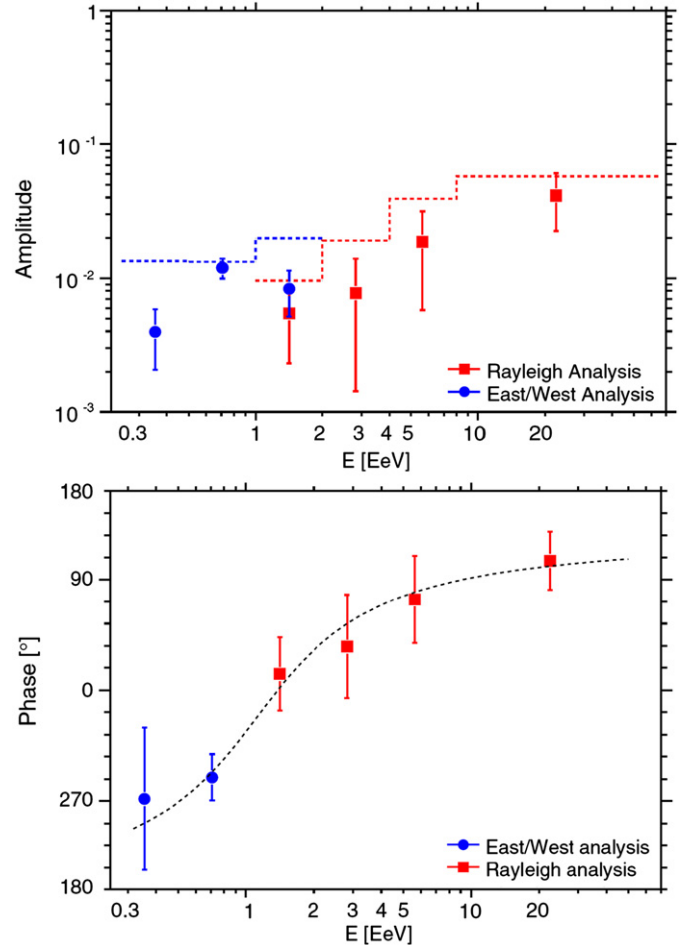 1
10⁻¹
10⁻²
10⁻³
Amplitude
Rayleigh Analysis
East/West Analysis
0.3 1 2 3 4 5 10 20
E [EeV]
180
90
0
270
180
Phase [°]
East/West analysis
Rayleigh analysis
0.3 1 2 3 4 5 10 20
E [EeV]